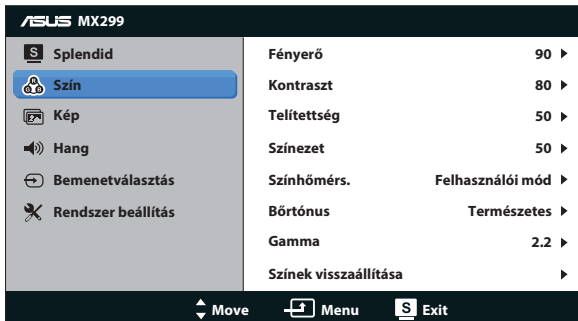 ASUS MX299
S Splendid
Szín
Kép
Hang
Bemenetválasztás
Rendszer beállítás
Fényerő 90
Kontraszt 80
Telítettség 50
Színezet 50
Színhőmérs. Felhasználói mód
Bőrtónus Természetes
Gamma 2.2
Színek visszaállítása
Move Menu S Exit